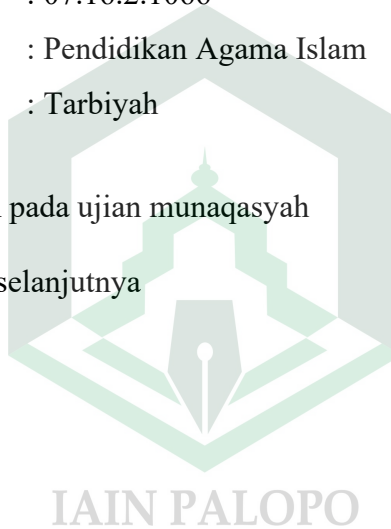 : Pendidikan Agama Islam
: Tarbiyah
pada ujian munaqasyah
selanjutnya
IAIN PALOPO